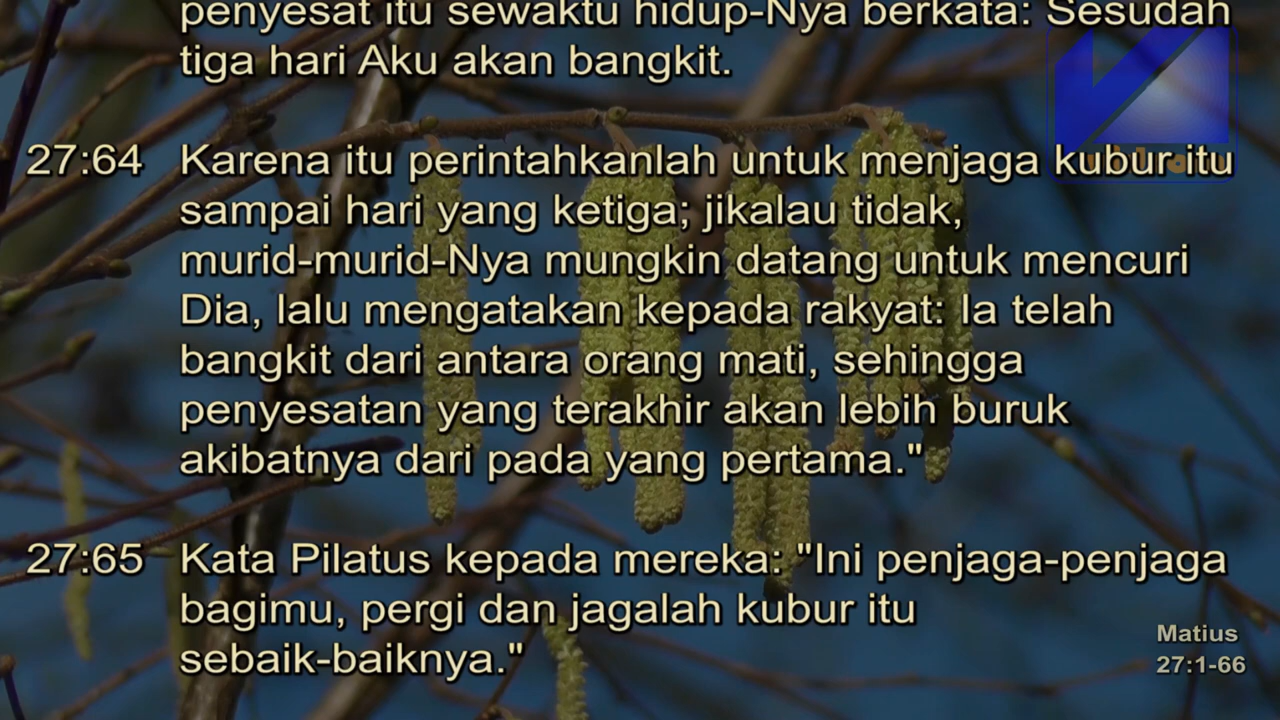 penyesat itu sewaktu hidup-Nya berkata: Sesudah
tiga hari Aku akan bangkit.
27:64 Karena itu perintahkanlah untuk menjaga kubur itu
sampai hari yang ketiga; jikalau tidak,
murid-murid-Nya mungkin datang untuk mencuri
Dia, lalu mengatakan kepada rakyat: Ia telah
bangkit dari antara orang mati, sehingga
penyesatan yang terakhir akan lebih buruk
akibatnya dari pada yang pertama."
27:65 Kata Pilatus kepada mereka: "Ini penjaga-penjaga
bagimu, pergi dan jagalah kubur itu
sebaik-baiknya."
Matius
27:1-66